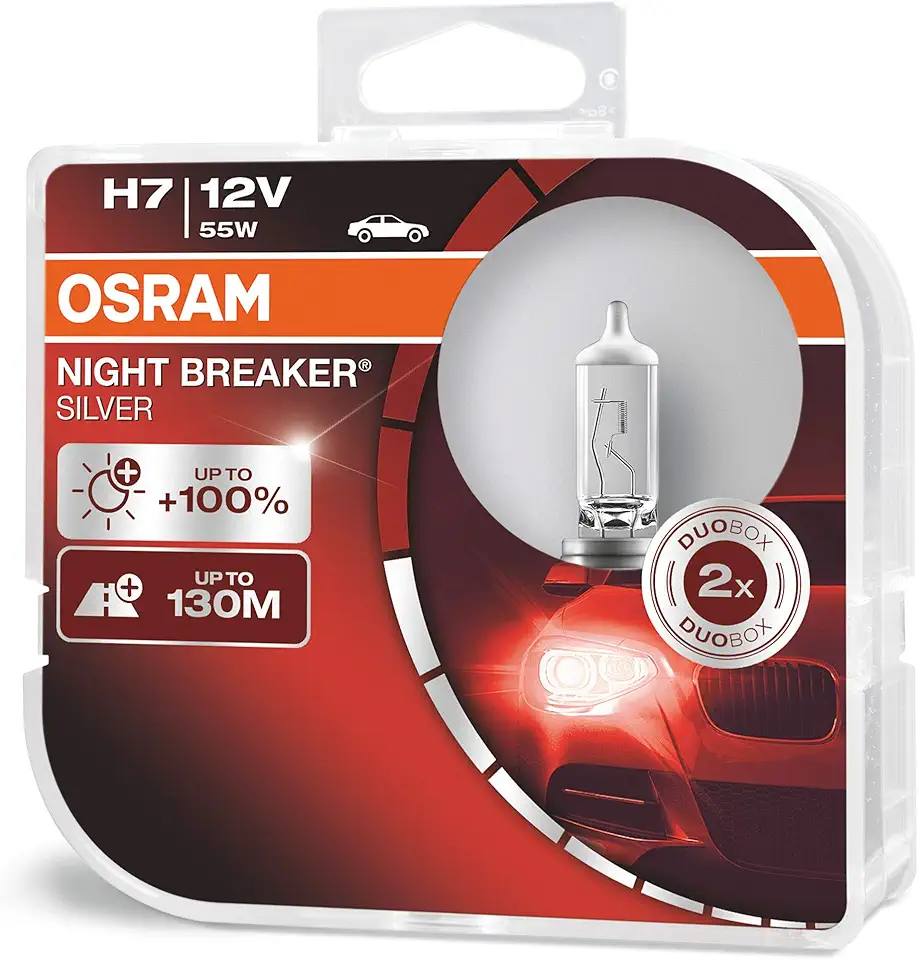 H7 12V
55W
OSRAM
NIGHT BREAKER®
SILVER
UP TO
+100%
UP TO
130M
DUOBOX
2x
DUOBOX